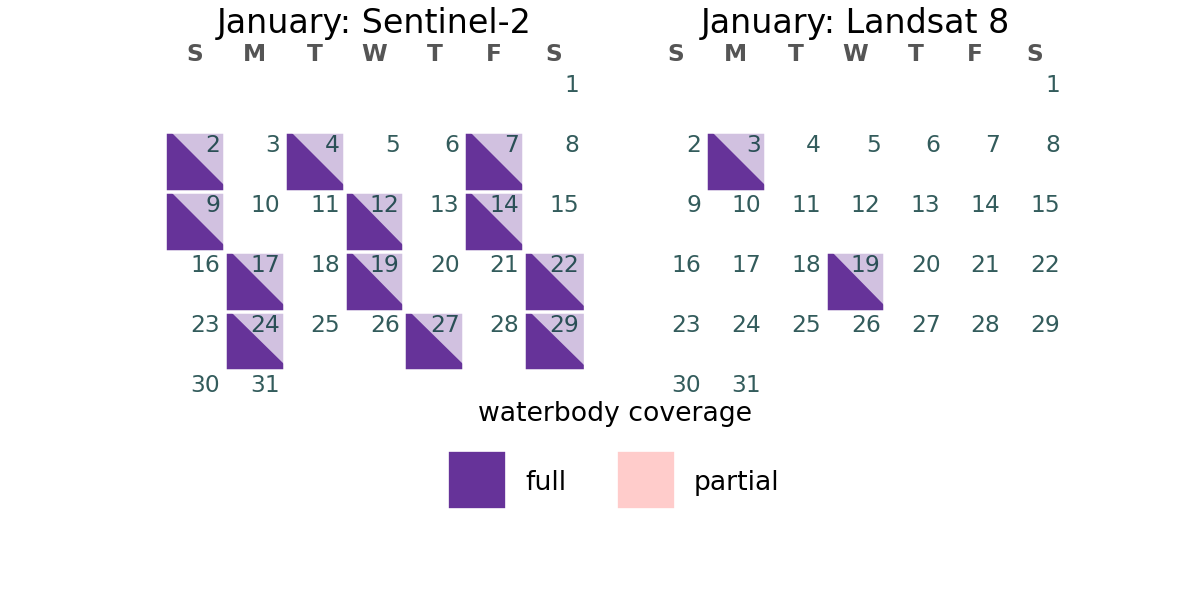 January: Sentinel-2
S M T W T F S
1
2 3 4 5 6 7 8
9 10 11 12 13 14 15
16 17 18 19 20 21 22
23 24 25 26 27 28 29
30 31
January: Landsat 8
S M T W T F S
1
2 3 4 5 6 7 8
9 10 11 12 13 14 15
16 17 18 19 20 21 22
23 24 25 26 27 28 29
30 31
waterbody coverage
full partial